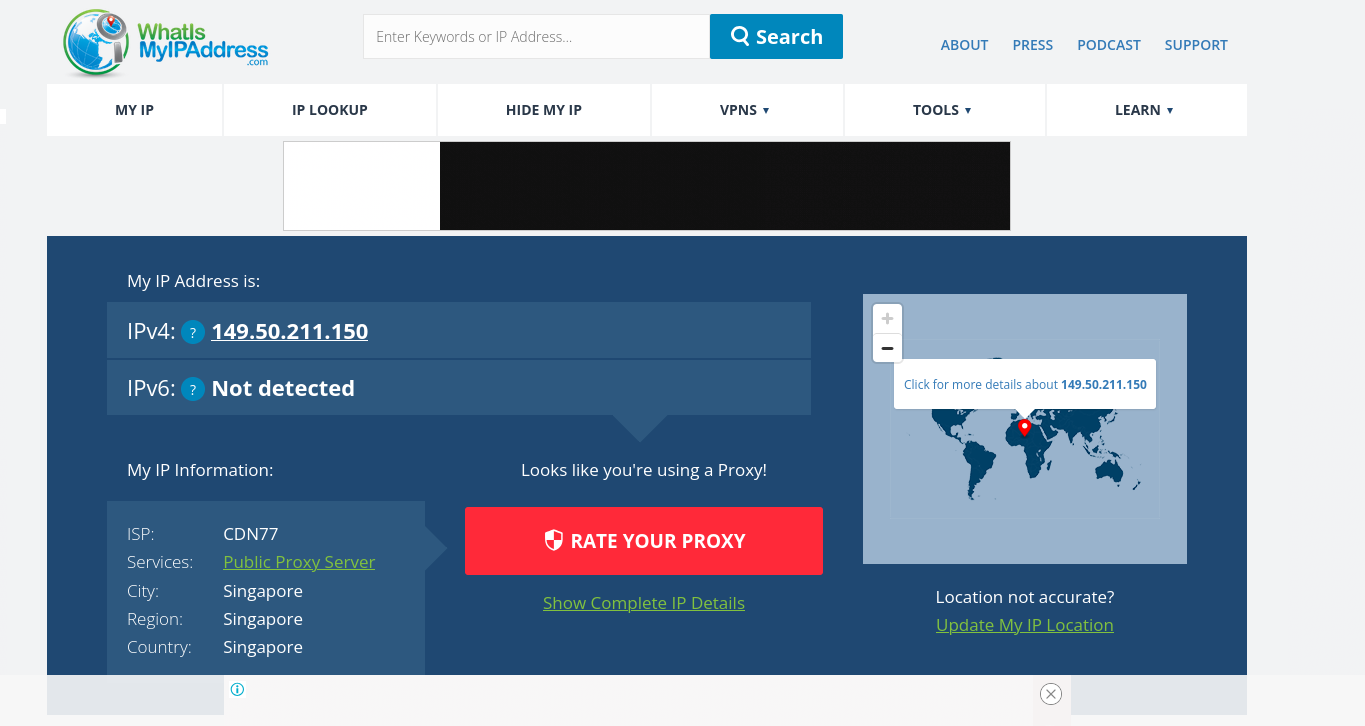 WhatIs
MyIPAddress
.com
Enter Keywords or IP Address...
Search
ABOUT
PRESS
PODCAST
SUPPORT
MY IP
IP LOOKUP
HIDE MY IP
VPNS ▼
TOOLS ▼
LEARN ▼
My IP Address is:
IPv4: ? 149.50.211.150
IPv6: ? Not detected
+
−
Click for more details about 149.50.211.150
My IP Information:
ISP: CDN77
Services: Public Proxy Server
City: Singapore
Region: Singapore
Country: Singapore
Looks like you're using a Proxy!
RATE YOUR PROXY
Show Complete IP Details
Location not accurate?
Update My IP Location